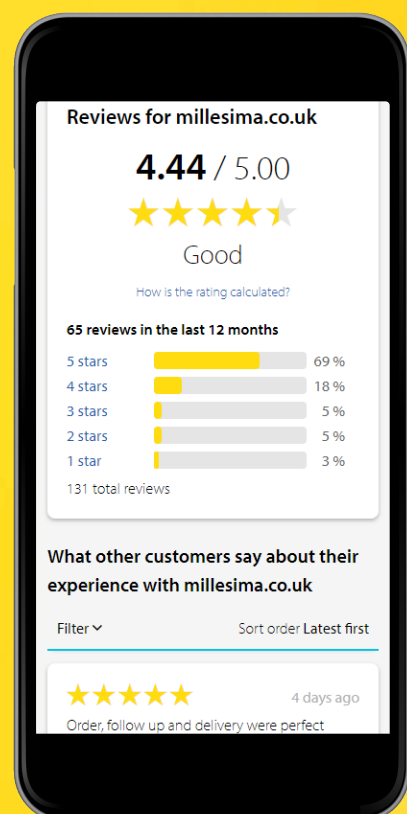 Reviews for millesima.co.uk
4.44 / 5.00
Good
How is the rating calculated?
65 reviews in the last 12 months
5 stars 69 %
4 stars 18 %
3 stars 5 %
2 stars 5 %
1 star 3 %
131 total reviews
What other customers say about their
experience with millesima.co.uk
Filter Sort order Latest first
4 days ago
Order, follow up and delivery were perfect